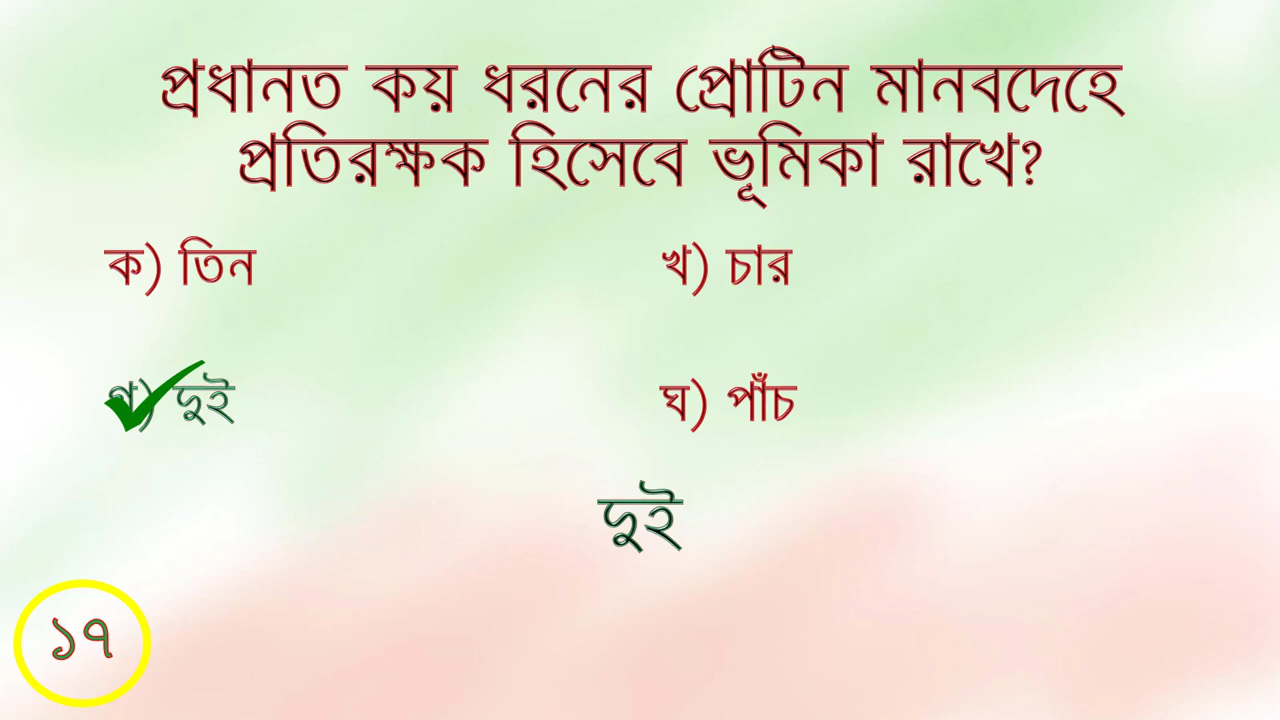 প্রধানত কয় ধরনের প্রোটিন মানবদেহে
প্রতিরক্ষক হিসেবে ভূমিকা রাখে?
ক) তিন
খ) চার
গ) দুই
ঘ) পাঁচ
দুই
১৭